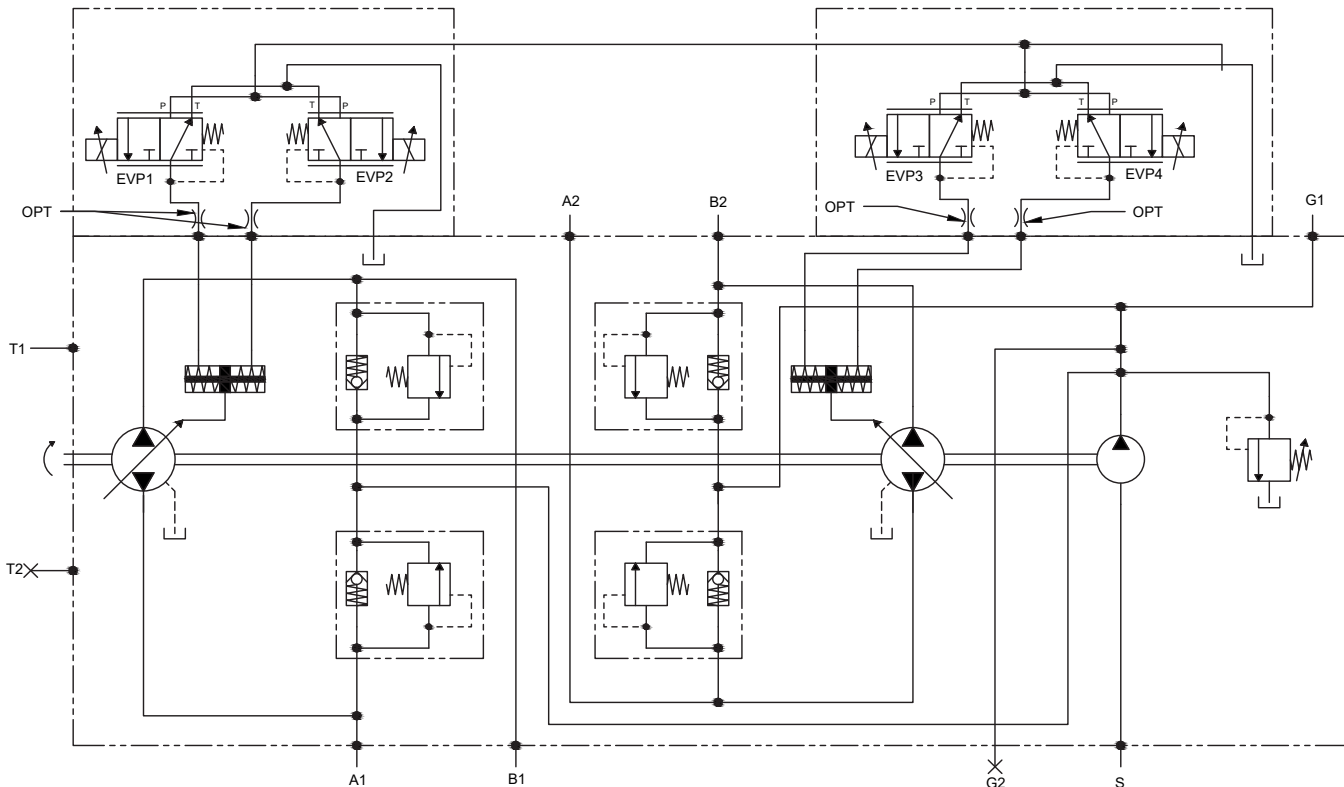 P T T P
P T T P
EVP1 EVP2
EVP3 EVP4
OPT
A2 B2
OPT OPT
G1
T1
T2
A1 B1
G2 S